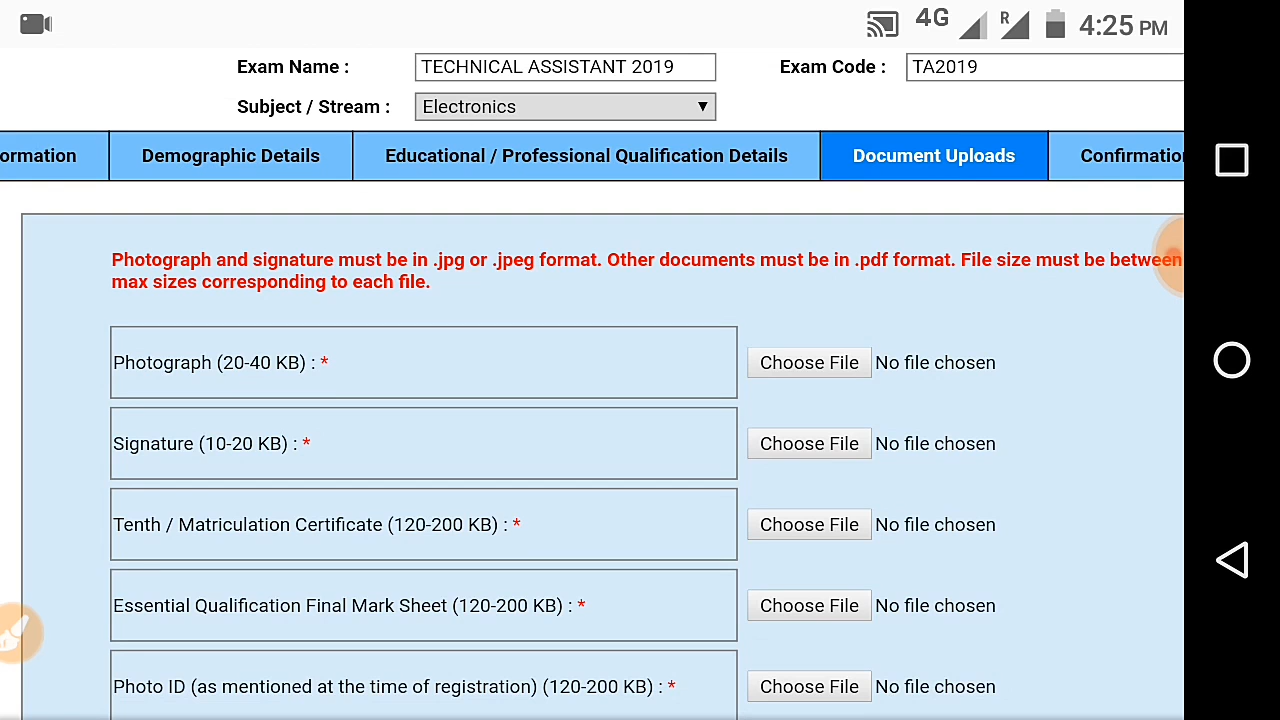 4G R 4:25 PM
Exam Name : TECHNICAL ASSISTANT 2019 Exam Code : TA2019
Subject / Stream : Electronics
ormation Demographic Details Educational / Professional Qualification Details Document Uploads Confirmatio
Photograph and signature must be in .jpg or .jpeg format. Other documents must be in .pdf format. File size must be between
max sizes corresponding to each file.
Photograph (20-40 KB) : * Choose File No file chosen
Signature (10-20 KB) : * Choose File No file chosen
Tenth / Matriculation Certificate (120-200 KB) : * Choose File No file chosen
Essential Qualification Final Mark Sheet (120-200 KB) : * Choose File No file chosen
Photo ID (as mentioned at the time of registration) (120-200 KB) : * Choose File No file chosen